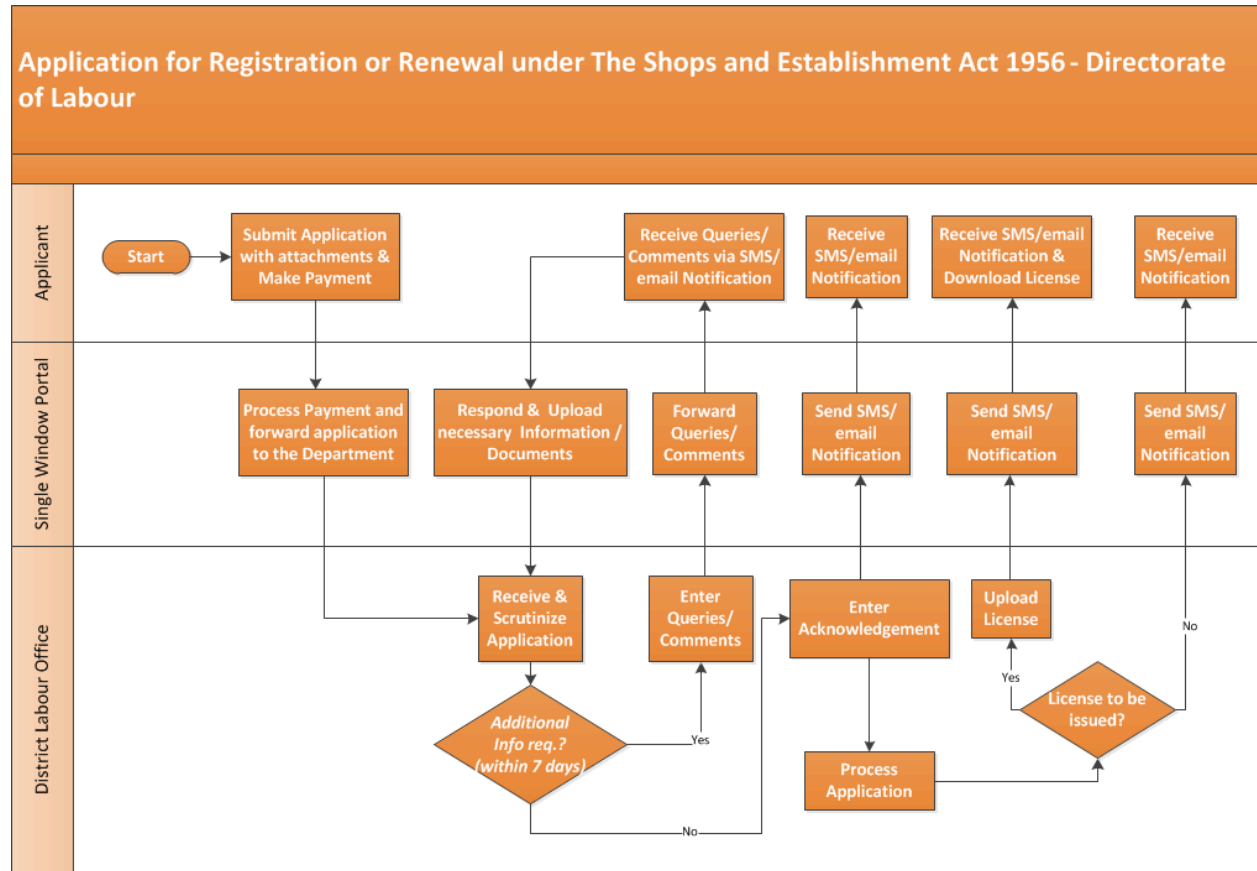 Application for Registration or Renewal under The Shops and Establishment Act 1956 - Directorate
of Labour
Applicant
Start
Submit Application
with attachments &
Make Payment
Receive Queries/
Comments via SMS/
email Notification
Receive
SMS/email
Notification
Receive SMS/email
Notification &
Download License
Receive
SMS/email
Notification
Single Window Portal
Process Payment and
forward application
to the Department
Respond & Upload
necessary Information /
Documents
Forward
Queries/
Comments
Send SMS/
email
Notification
Send SMS/
email
Notification
Send SMS/
email
Notification
District Labour Office
Receive &
Scrutinize
Application
Enter
Queries/
Comments
Enter
Acknowledgement
Upload
License
No
Yes
License to be
issued?
Additional
Info req.?
(within 7 days)
Yes
Process
Application
No